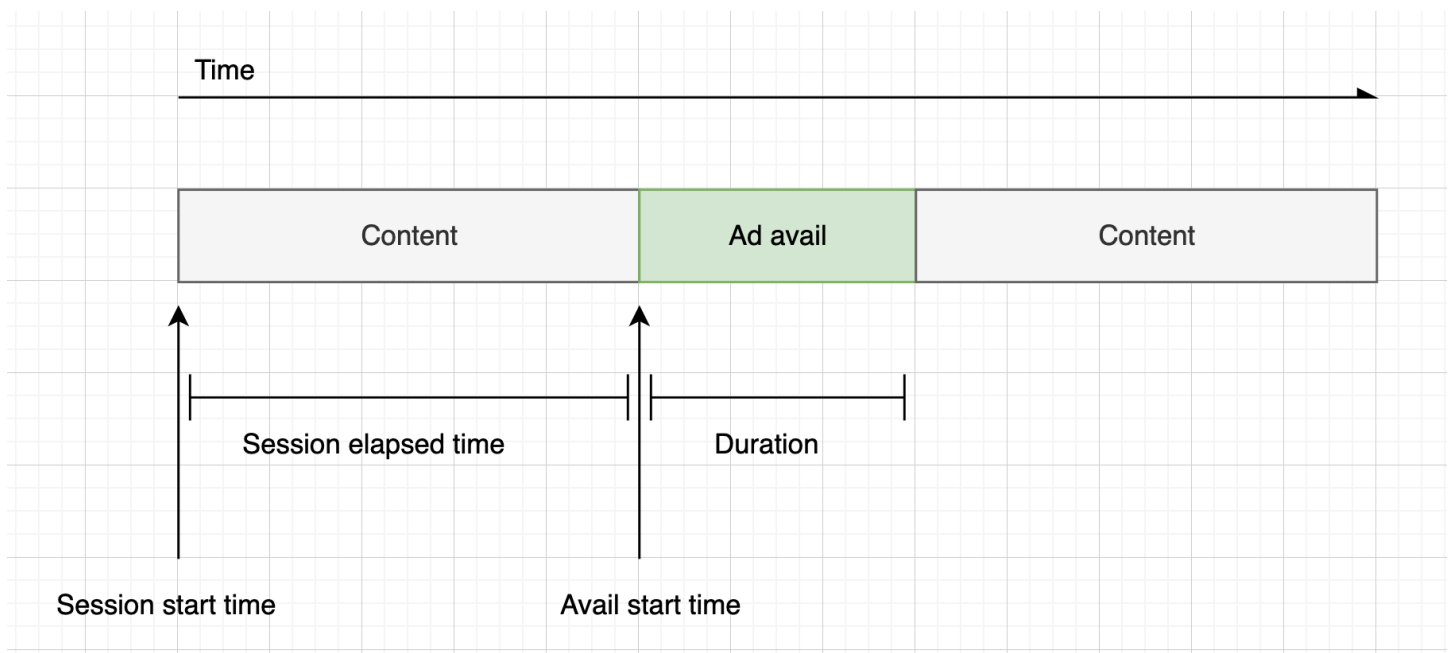 Time
Content
Ad avail
Content
Session elapsed time
Duration
Session start time
Avail start time